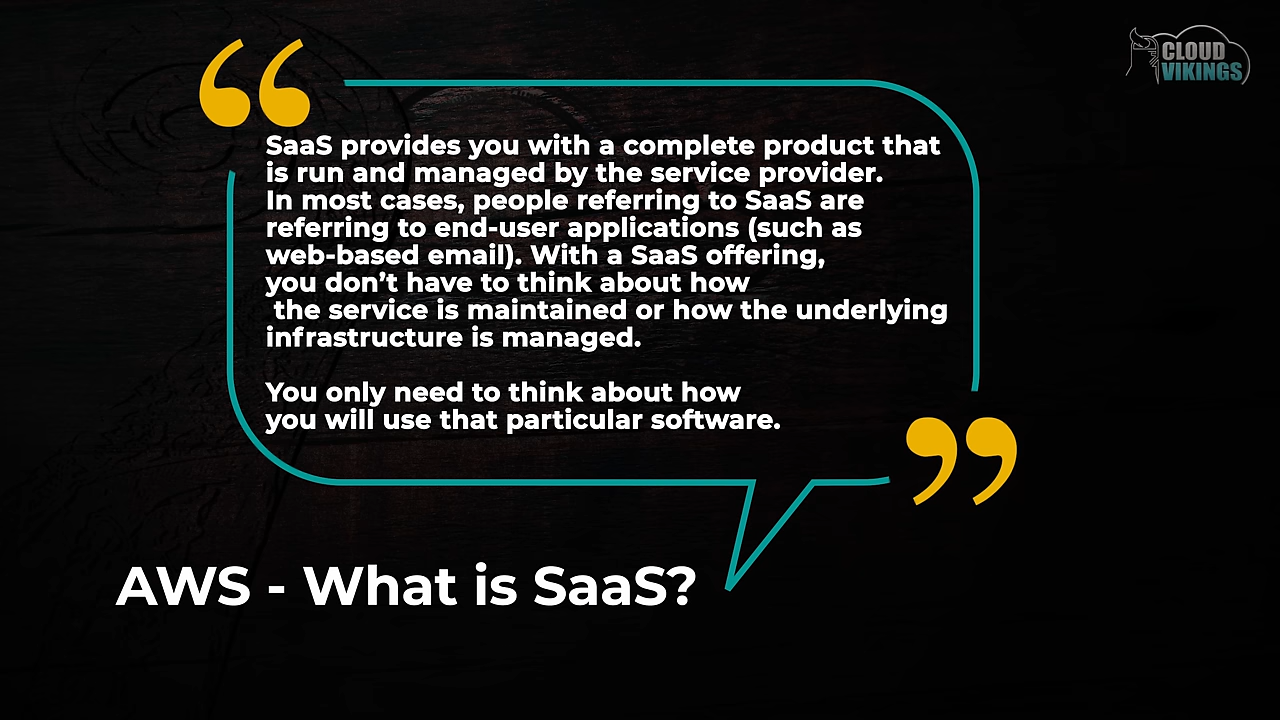 CLOUD
VIKINGS
“
SaaS provides you with a complete product that
is run and managed by the service provider.
In most cases, people referring to SaaS are
referring to end-user applications (such as
web-based email). With a SaaS offering,
you don’t have to think about how
the service is maintained or how the underlying
infrastructure is managed.
You only need to think about how
you will use that particular software.
”
AWS - What is SaaS?